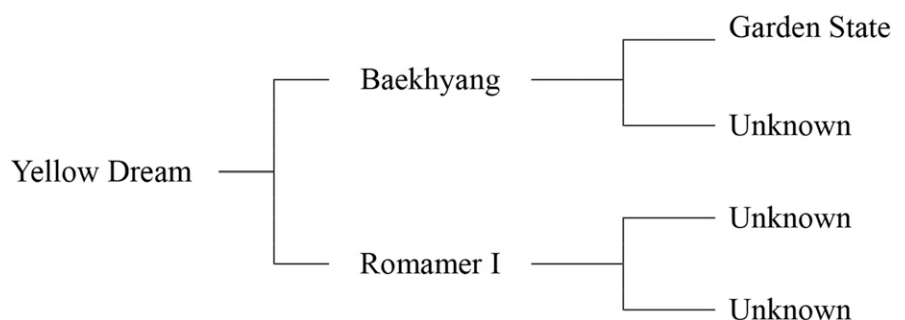 Garden State
Baekhyang
Unknown
Yellow Dream
Unknown
Romamer I
Unknown